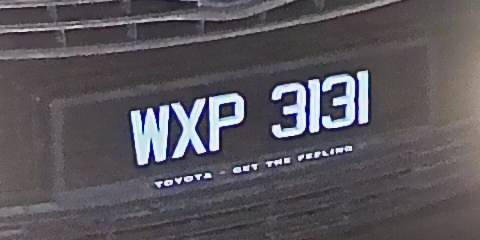 WXP 3131
TOYOTA - GET THE FEELING